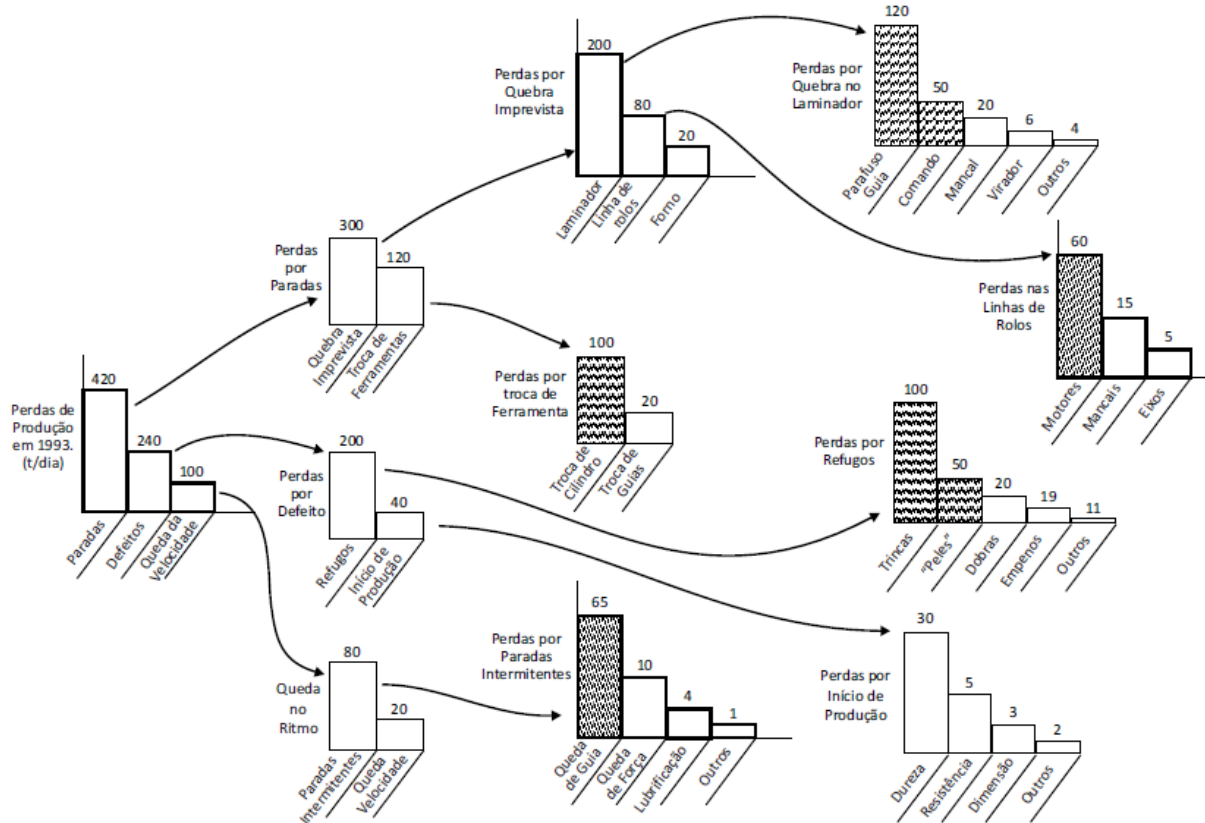 Perdas de
Produção
em 1993.
(t/dia)
420
240
100
Paradas
Defeitos
Queda da
Velocidade
Perdas
por
Paradas
300
120
Quebra
Imprevista
Troca de
Ferramentas
Perdas
por
Defeito
200
40
Refugos
Início de
Produção
Queda
no
Ritmo
80
20
Paradas
Intermitentes
Queda
Velocidade
Perdas por
Quebra
Imprevista
200
80
20
Laminador
Linha de
rolos
Forno
Perdas por
troca de
Ferramenta
100
20
Troca de
Cilindro
Troca de
Guias
Perdas por
Paradas
Intermitentes
65
10
4
1
Queda
de Guia
Queda
de Força
Lubrificação
Outros
Perdas por
Quebra no
Laminador
120
50
20
6
4
Parafuso
Guia
Comando
Mancal
Virador
Outros
Perdas nas
Linhas de
Rolos
60
15
5
Motores
Mancais
Eixos
Perdas por
Refugos
100
50
20
19
11
Trincas
"Peles"
Dobras
Empenos
Outros
Perdas por
Início de
Produção
30
5
3
2
Dureza
Resistência
Dimensão
Outros